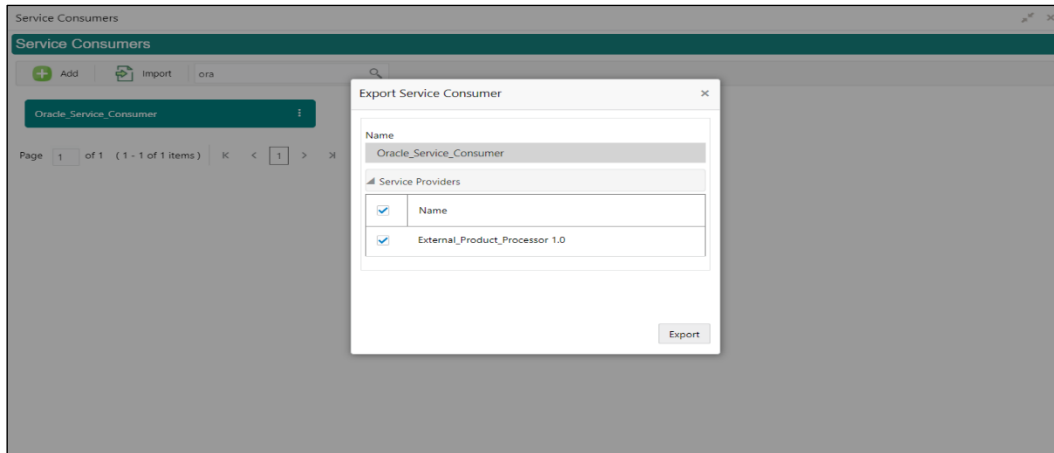 Service Consumers
Service Consumers
Add Import ora
Oracle_Service_Consumer
Page 1 of 1 (1 - 1 of 1 items) K < 1 > >|
Export Service Consumer ×
Name
Oracle_Service_Consumer
Service Providers
Name
External_Product_Processor 1.0
Export